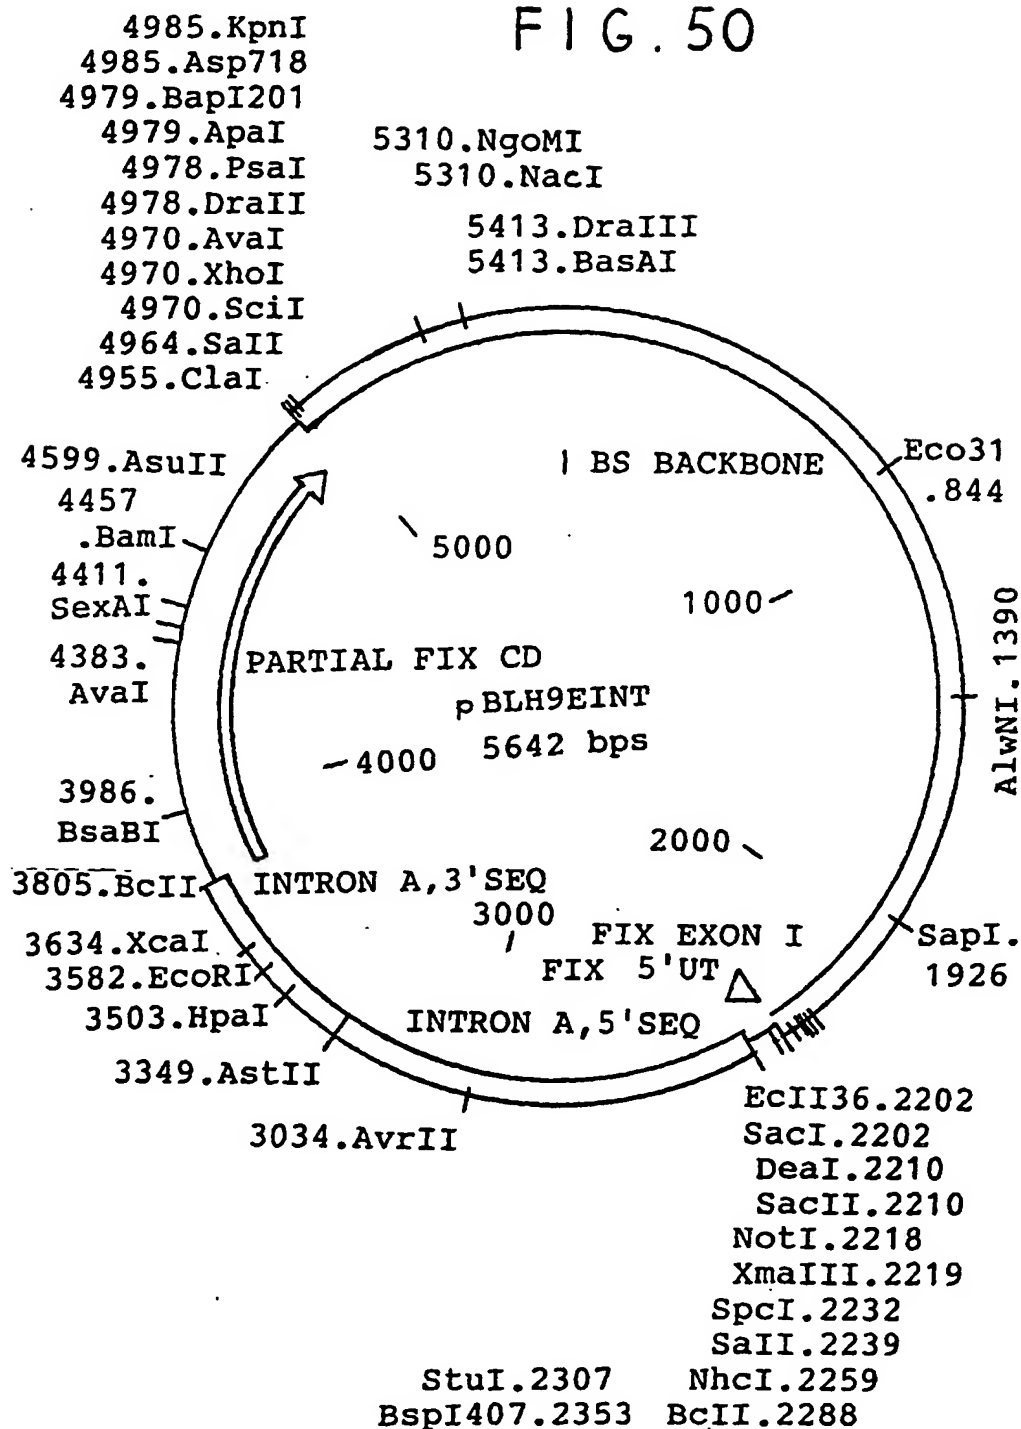 FIG. 50
4985.KpnI
4985.Asp718
4979.BapI201
4979.ApaI
4978.PsaI
4978.DraII
4970.AvaI
4970.XhoI
4970.SciI
4964.SaII
4955.ClaI
5310.NgoMI
5310.NacI
5413.DraIII
5413.BasAI
4599.AsuII
4457
.BamI
4411.
SexAI
4383.
AvaI
3986.
BsaBI
3805.BcII
3634.XcaI
3582.EcoRI
3503.HpaI
3349.AstII
3034.AvrII
BS BACKBONE
Eco31
.844
5000
1000
AlwNI.1390
PARTIAL FIX CD
pBLH9EINT
5642 bps
4000
2000
INTRON A,3'SEQ
3000
FIX EXON I
FIX 5'UT
INTRON A,5'SEQ
SapI.
1926
EcII36.2202
SacI.2202
DeaI.2210
SacII.2210
NotI.2218
XmaIII.2219
SpcI.2232
SaII.2239
StuI.2307 NhcI.2259
BspI407.2353 BcII.2288